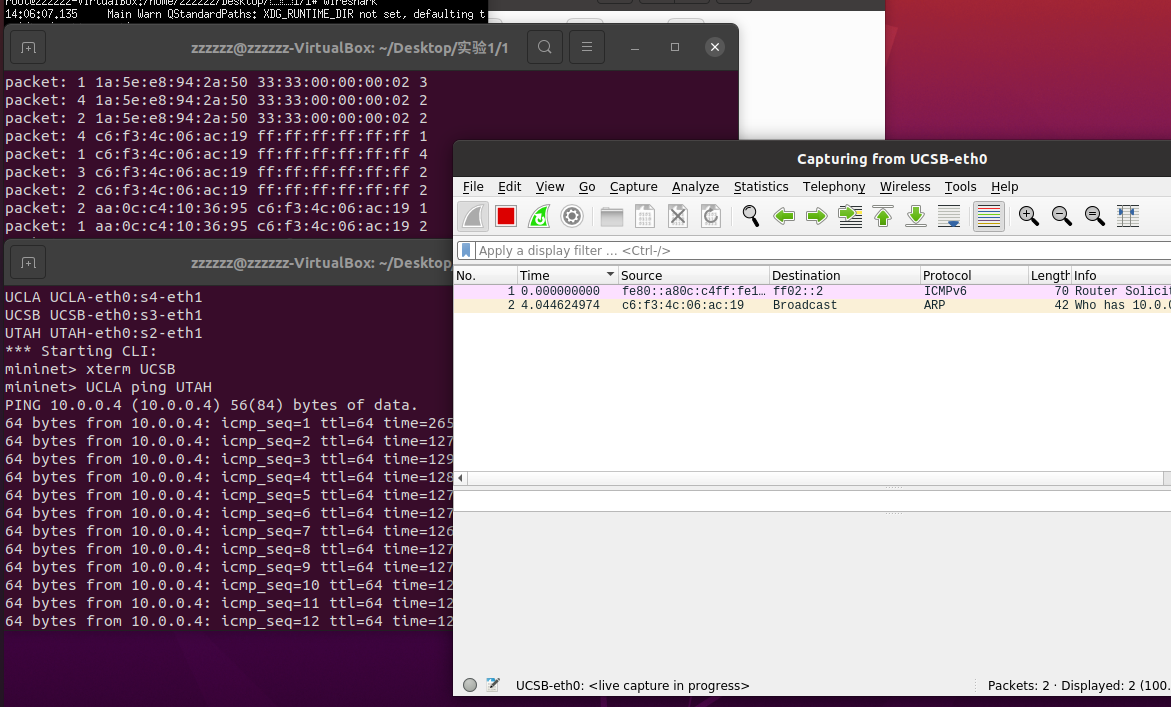 root@zzzzzz-VirtualBox:/home/zzzzzz/Desktop/
1/1# wireshark
14:06:07.135 Main Warn QStandardPaths: XDG_RUNTIME_DIR not set, defaulting t
zzzzzz@zzzzzz-VirtualBox: ~/Desktop/实验1/1
packet: 1 1a:5e:e8:94:2a:50 33:33:00:00:00:02 3
packet: 4 1a:5e:e8:94:2a:50 33:33:00:00:00:02 2
packet: 2 1a:5e:e8:94:2a:50 33:33:00:00:00:02 2
packet: 4 c6:f3:4c:06:ac:19 ff:ff:ff:ff:ff:ff 1
packet: 1 c6:f3:4c:06:ac:19 ff:ff:ff:ff:ff:ff 4
packet: 3 c6:f3:4c:06:ac:19 ff:ff:ff:ff:ff:ff 2
packet: 2 c6:f3:4c:06:ac:19 ff:ff:ff:ff:ff:ff 2
packet: 2 aa:0c:c4:10:36:95 c6:f3:4c:06:ac:19 1
packet: 1 aa:0c:c4:10:36:95 c6:f3:4c:06:ac:19 2
zzzzzz@zzzzzz-VirtualBox: ~/Desktop/
UCLA UCLA-eth0:s4-eth1
UCSB UCSB-eth0:s3-eth1
UTAH UTAH-eth0:s2-eth1
*** Starting CLI:
mininet> xterm UCSB
mininet> UCLA ping UTAH
PING 10.0.0.4 (10.0.0.4) 56(84) bytes of data.
64 bytes from 10.0.0.4: icmp_seq=1 ttl=64 time=265
64 bytes from 10.0.0.4: icmp_seq=2 ttl=64 time=127
64 bytes from 10.0.0.4: icmp_seq=3 ttl=64 time=129
64 bytes from 10.0.0.4: icmp_seq=4 ttl=64 time=128
64 bytes from 10.0.0.4: icmp_seq=5 ttl=64 time=127
64 bytes from 10.0.0.4: icmp_seq=6 ttl=64 time=127
64 bytes from 10.0.0.4: icmp_seq=7 ttl=64 time=126
64 bytes from 10.0.0.4: icmp_seq=8 ttl=64 time=127
64 bytes from 10.0.0.4: icmp_seq=9 ttl=64 time=127
64 bytes from 10.0.0.4: icmp_seq=10 ttl=64 time=12
64 bytes from 10.0.0.4: icmp_seq=11 ttl=64 time=12
64 bytes from 10.0.0.4: icmp_seq=12 ttl=64 time=12
Capturing from UCSB-eth0
File Edit View Go Capture Analyze Statistics Telephony Wireless Tools Help
Apply a display filter ... <Ctrl-/>
No. Time Source Destination Protocol Length Info
1 0.000000000 fe80::a80c:c4ff:fe1... ff02::2 ICMPv6 70 Router Solicit
2 4.044624974 c6:f3:4c:06:ac:19 Broadcast ARP 42 Who has 10.0.0
UCSB-eth0: <live capture in progress>
Packets: 2 · Displayed: 2 (100.